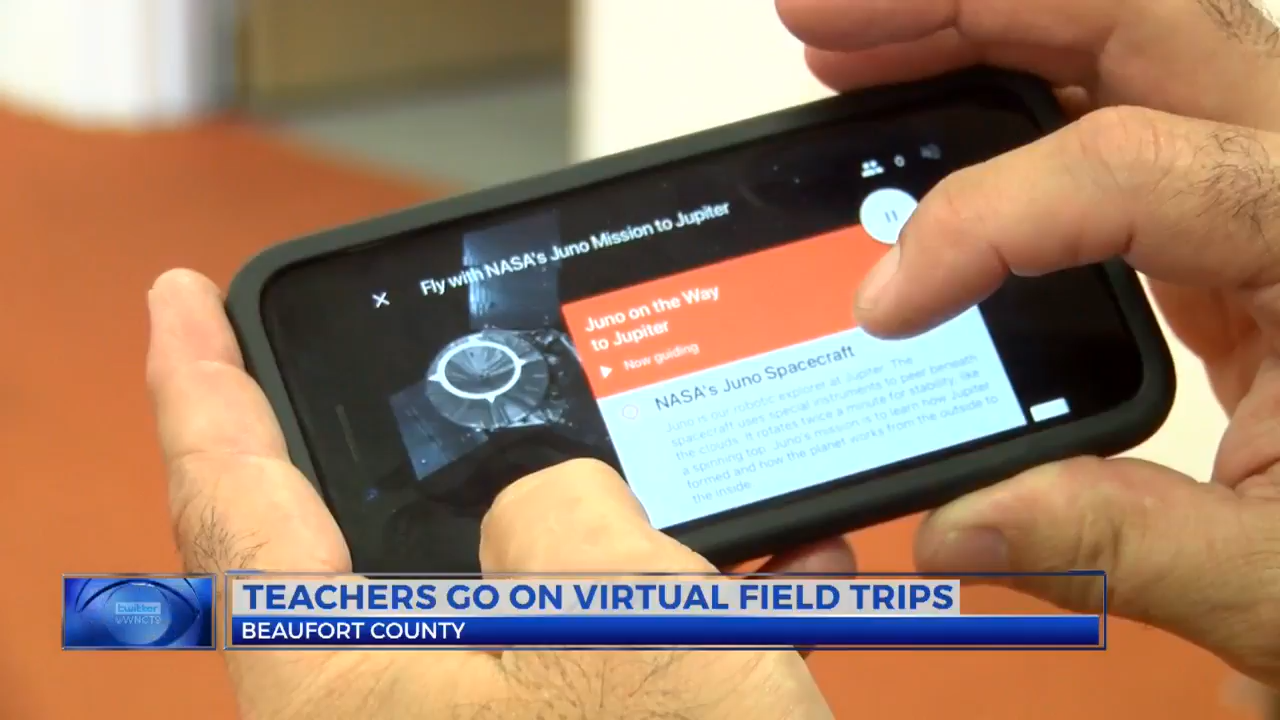 Fly with NASA's Juno Mission to Jupiter
0
Juno on the Way
to Jupiter
Now guiding
NASA's Juno Spacecraft
Juno is our robotic explorer at Jupiter. The
spacecraft uses special instruments to peer beneath
the clouds. It rotates twice a minute for stability, like
a spinning top. Juno's mission is to learn how Jupiter
formed and how the planet works from the outside to
the inside.
TEACHERS GO ON VIRTUAL FIELD TRIPS
BEAUFORT COUNTY
twitter
@WNCT9